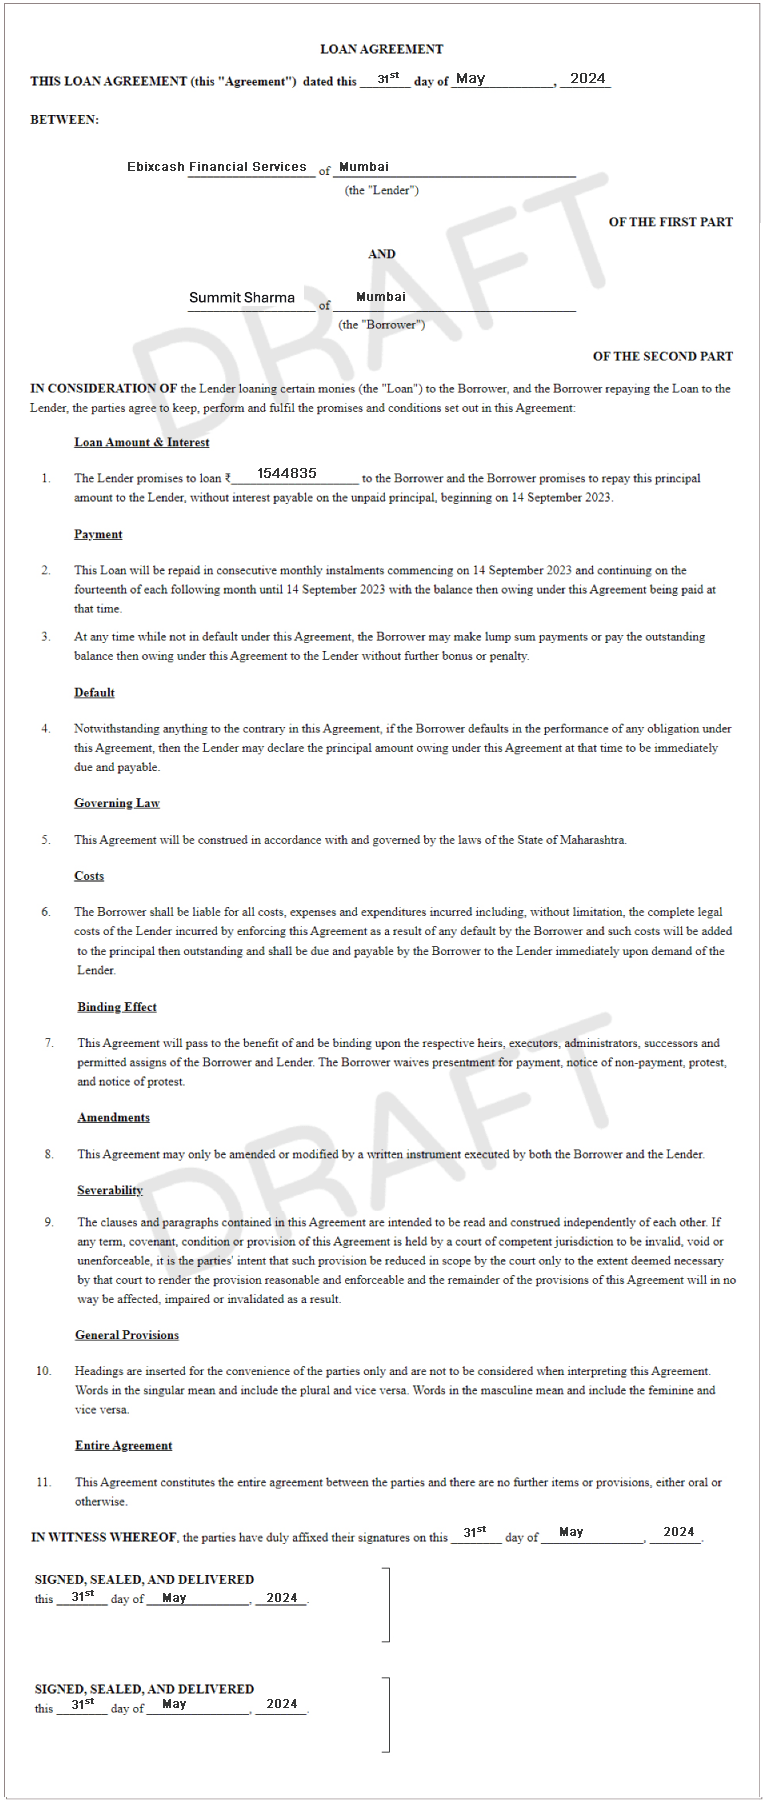 LOAN AGREEMENT
THIS LOAN AGREEMENT (this "Agreement") dated this 31st day of May, 2024
BETWEEN:
Ebixcash Financial Services of Mumbai
(the "Lender")
OF THE FIRST PART
AND
Summit Sharma of Mumbai
(the "Borrower")
OF THE SECOND PART
DRAFT
IN CONSIDERATION OF the Lender loaning certain monies (the "Loan") to the Borrower, and the Borrower repaying the Loan to the
Lender, the parties agree to keep, perform and fulfil the promises and conditions set out in this Agreement:
Loan Amount & Interest
1. The Lender promises to loan ₹ 1544835 to the Borrower and the Borrower promises to repay this principal
amount to the Lender, without interest payable on the unpaid principal, beginning on 14 September 2023.
Payment
2. This Loan will be repaid in consecutive monthly instalments commencing on 14 September 2023 and continuing on the
fourteenth of each following month until 14 September 2023 with the balance then owing under this Agreement being paid at
that time.
3. At any time while not in default under this Agreement, the Borrower may make lump sum payments or pay the outstanding
balance then owing under this Agreement to the Lender without further bonus or penalty.
Default
4. Notwithstanding anything to the contrary in this Agreement, if the Borrower defaults in the performance of any obligation under
this Agreement, then the Lender may declare the principal amount owing under this Agreement at that time to be immediately
due and payable.
Governing Law
5. This Agreement will be construed in accordance with and governed by the laws of the State of Maharashtra.
Costs
6. The Borrower shall be liable for all costs, expenses and expenditures incurred including, without limitation, the complete legal
costs of the Lender incurred by enforcing this Agreement as a result of any default by the Borrower and such costs will be added
to the principal then outstanding and shall be due and payable by the Borrower to the Lender immediately upon demand of the
Lender.
Binding Effect
7. This Agreement will pass to the benefit of and be binding upon the respective heirs, executors, administrators, successors and
permitted assigns of the Borrower and Lender. The Borrower waives presentment for payment, notice of non-payment, protest,
and notice of protest.
Amendments
8. This Agreement may only be amended or modified by a written instrument executed by both the Borrower and the Lender.
DRAFT
Severability
9. The clauses and paragraphs contained in this Agreement are intended to be read and construed independently of each other. If
any term, covenant, condition or provision of this Agreement is held by a court of competent jurisdiction to be invalid, void or
unenforceable, it is the parties' intent that such provision be reduced in scope by the court only to the extent deemed necessary
by that court to render the provision reasonable and enforceable and the remainder of the provisions of this Agreement will in no
way be affected, impaired or invalidated as a result.
General Provisions
10. Headings are inserted for the convenience of the parties only and are not to be considered when interpreting this Agreement.
Words in the singular mean and include the plural and vice versa. Words in the masculine mean and include the feminine and
vice versa.
Entire Agreement
11. This Agreement constitutes the entire agreement between the parties and there are no further items or provisions, either oral or
otherwise.
IN WITNESS WHEREOF, the parties have duly affixed their signatures on this 31st day of May, 2024.
SIGNED, SEALED, AND DELIVERED
this 31st day of May, 2024.
SIGNED, SEALED, AND DELIVERED
this 31st day of May, 2024.